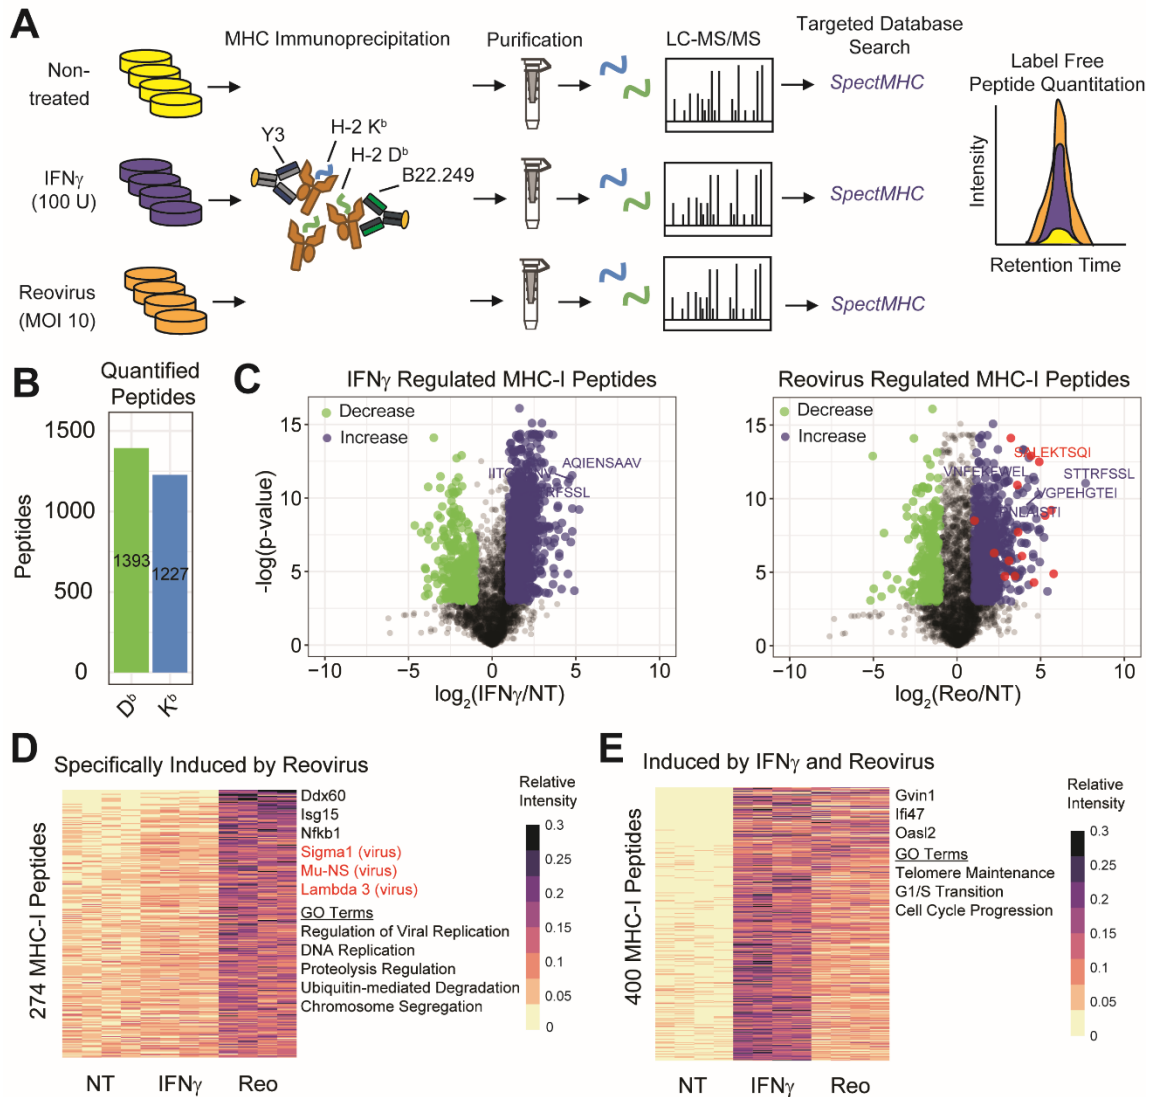 A
Non-
treated
IFNγ
(100 U)
Reovirus
(MOI 10)
MHC Immunoprecipitation
Y3
H-2 Kᵇ
H-2 Dᵇ
B22.249
Purification
LC-MS/MS
Targeted Database
Search
SpectMHC
SpectMHC
SpectMHC
Label Free
Peptide Quantitation
Intensity
Retention Time
B
Quantified
Peptides
Peptides
1500
1000
500
0
1393
1227
Dᵇ
Kᵇ
C
IFNγ Regulated MHC-I Peptides
Decrease
Increase
AQIENSAAV
-log(p-value)
15
10
5
0
−10
−5
0
5
10
log₂(IFNγ/NT)
Reovirus Regulated MHC-I Peptides
Decrease
Increase
STTRFSSL
VGPEHGTEI
15
10
5
0
−10
−5
0
5
10
log₂(Reo/NT)
D
Specifically Induced by Reovirus
274 MHC-I Peptides
Ddx60
Isg15
Nfkb1
Sigma1 (virus)
Mu-NS (virus)
Lambda 3 (virus)
GO Terms
Regulation of Viral Replication
DNA Replication
Proteolysis Regulation
Ubiquitin-mediated Degradation
Chromosome Segregation
NT
IFNγ
Reo
Relative
Intensity
0.3
0.25
0.2
0.15
0.1
0.05
0
E
Induced by IFNγ and Reovirus
400 MHC-I Peptides
Gvin1
Ifi47
Oasl2
GO Terms
Telomere Maintenance
G1/S Transition
Cell Cycle Progression
NT
IFNγ
Reo
Relative
Intensity
0.3
0.25
0.2
0.15
0.1
0.05
0